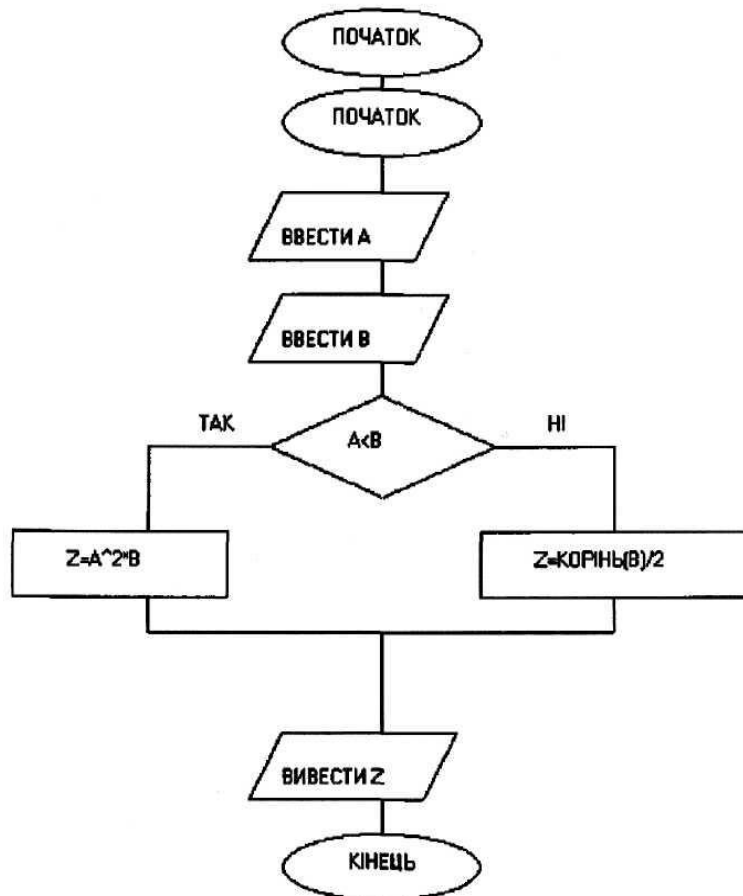 ПОЧАТОК
ПОЧАТОК
ВВЕСТИ А
ВВЕСТИ В
ТАК
А<В
НІ
Z=A^2*B
Z=КОРІНЬ(В)/2
ВИВЕСТИ Z
КІНЕЦЬ